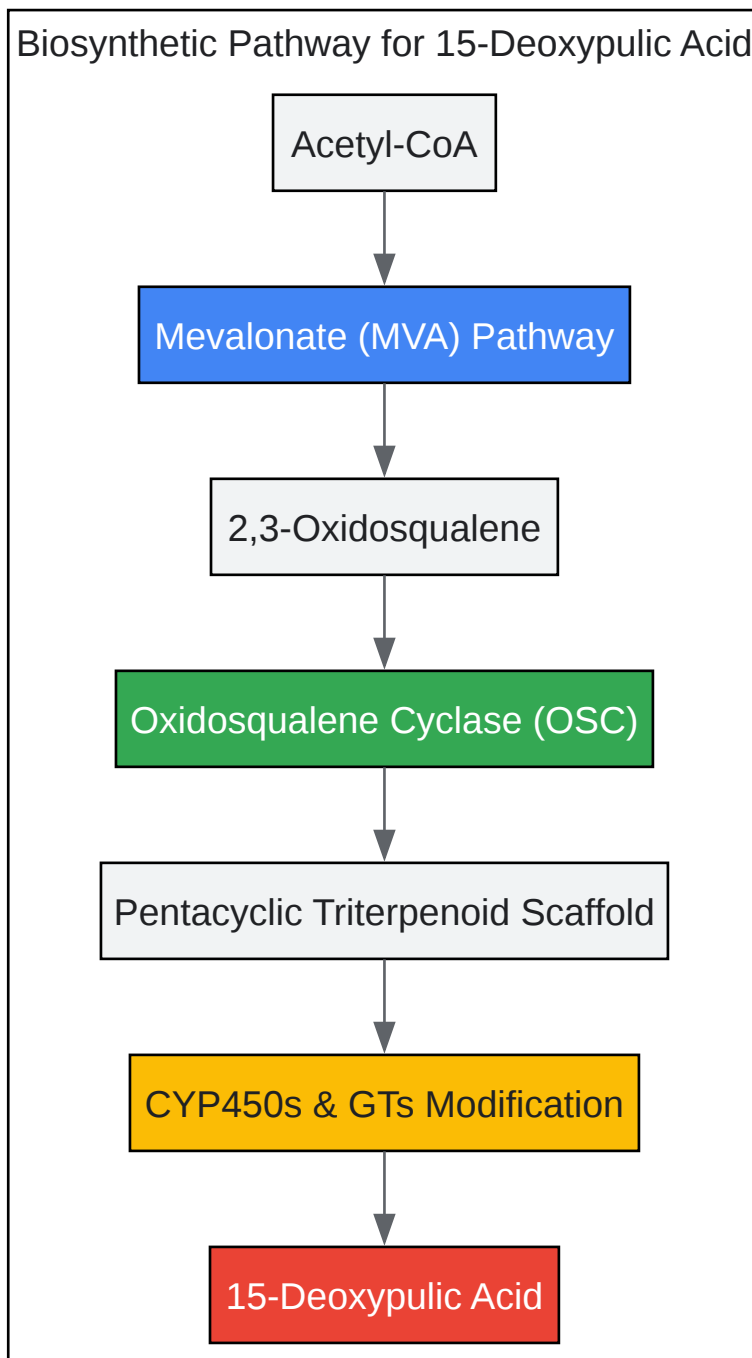 Biosynthetic Pathway for 15-Deoxypulic Acid
Acetyl-CoA
Mevalonate (MVA) Pathway
2,3-Oxidosqualene
Oxidosqualene Cyclase (OSC)
Pentacyclic Triterpenoid Scaffold
CYP450s & GTs Modification
15-Deoxypulic Acid